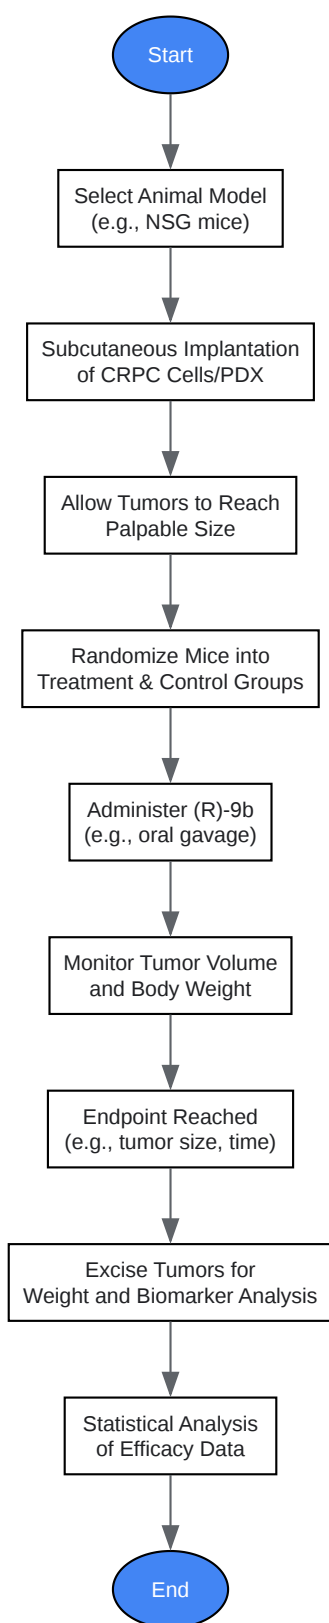 Start
Select Animal Model
(e.g., NSG mice)
Subcutaneous Implantation
of CRPC Cells/PDX
Allow Tumors to Reach
Palpable Size
Randomize Mice into
Treatment & Control Groups
Administer (R)-9b
(e.g., oral gavage)
Monitor Tumor Volume
and Body Weight
Endpoint Reached
(e.g., tumor size, time)
Excise Tumors for
Weight and Biomarker Analysis
Statistical Analysis
of Efficacy Data
End